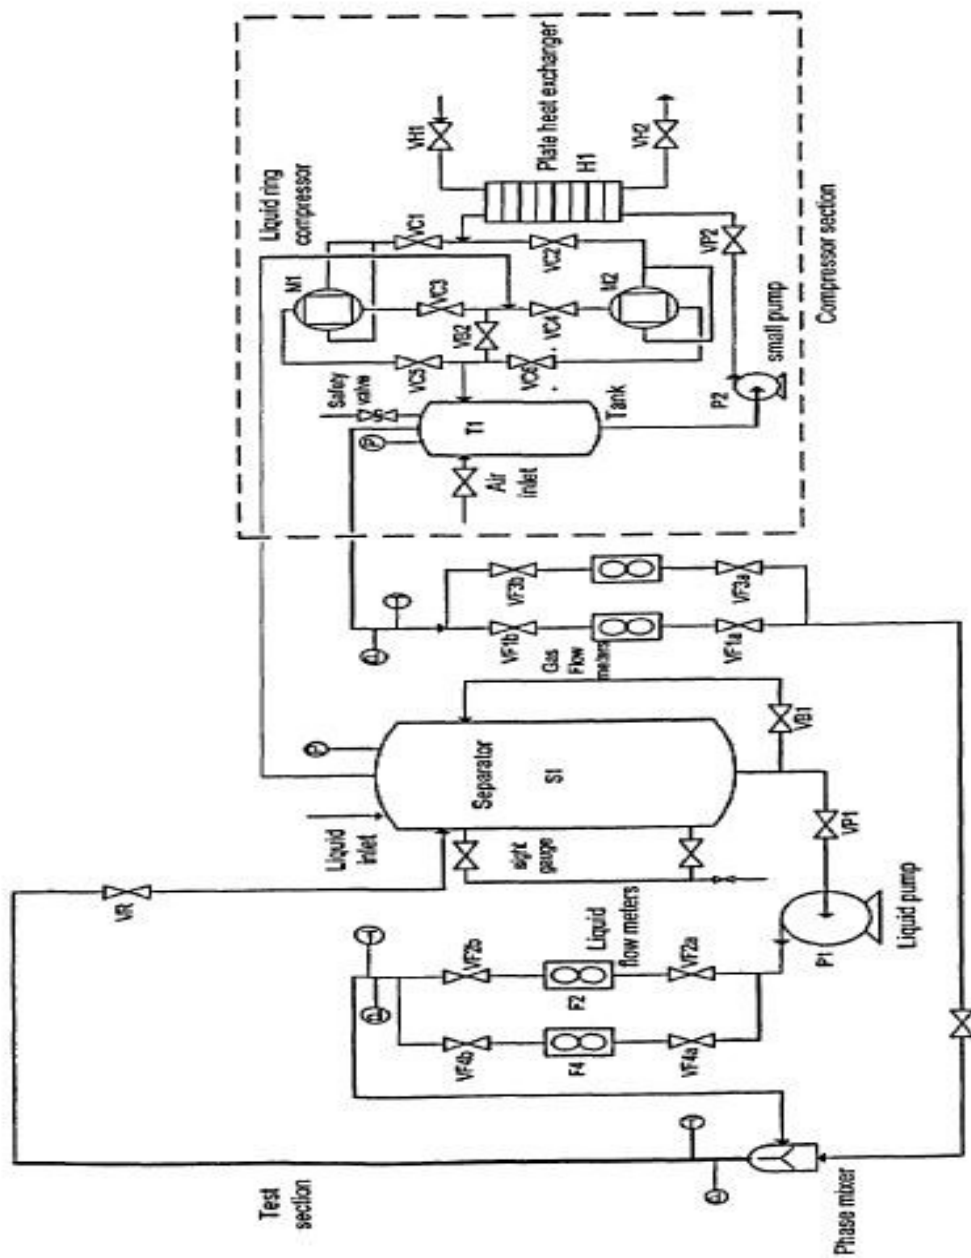 Liquid ring
compressor
M1
VH1
VC1
Plate heat exchanger
H1
VC3
VB2
VC2
VH2
VC5
VC4
VC6
M2
VP2
Safety
valve
S
P
T1
Tank
Air
inlet
P2
small pump
Compressor section
VF3b
VF3a
VF1b
VF1a
Gas
Flow
meters
P
Separator
S1
VB1
Liquid
inlet
sight
gauge
VP1
VR
Liquid
flow meters
VF2b
F2
VF2a
P1
Liquid pump
VF4b
F4
VF4a
Test
section
Phase mixer